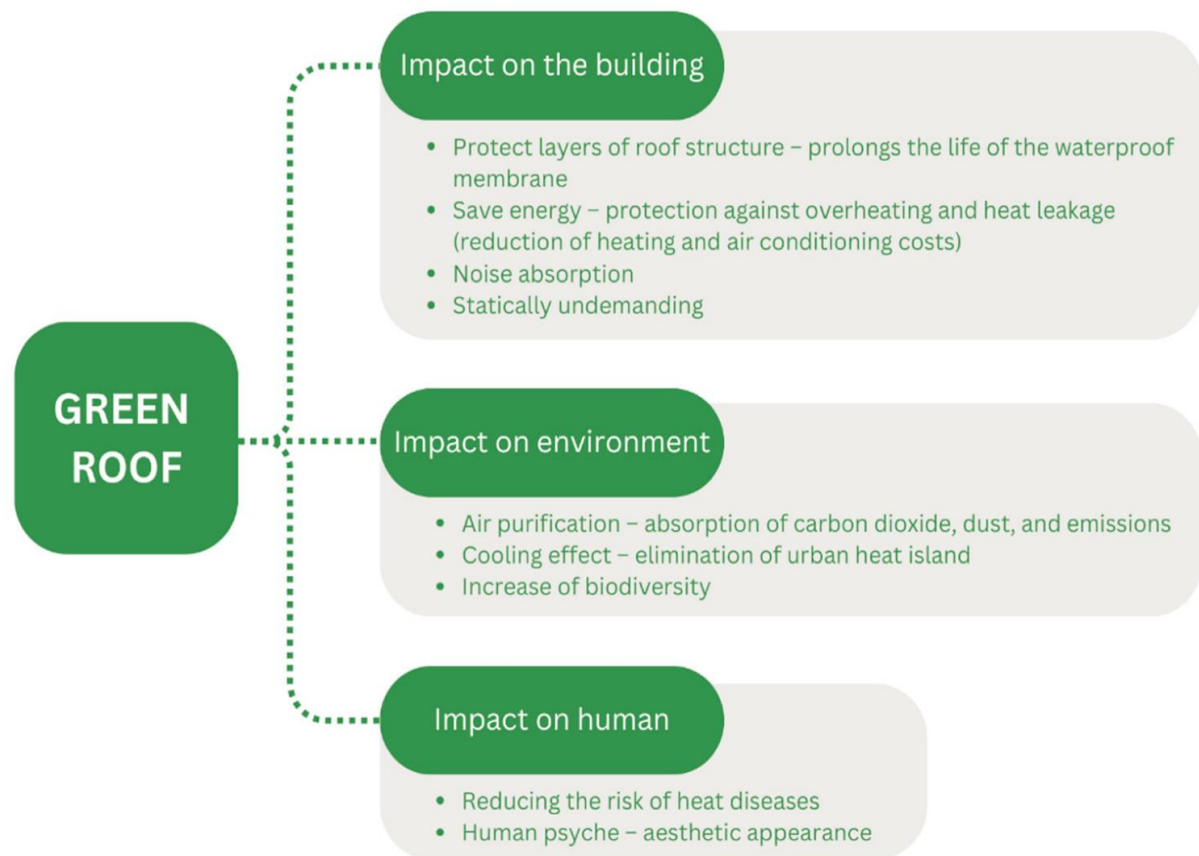 GREEN
ROOF
Impact on the building
• Protect layers of roof structure – prolongs the life of the waterproof
membrane
• Save energy – protection against overheating and heat leakage
(reduction of heating and air conditioning costs)
• Noise absorption
• Statically undemanding
Impact on environment
• Air purification – absorption of carbon dioxide, dust, and emissions
• Cooling effect – elimination of urban heat island
• Increase of biodiversity
Impact on human
• Reducing the risk of heat diseases
• Human psyche – aesthetic appearance